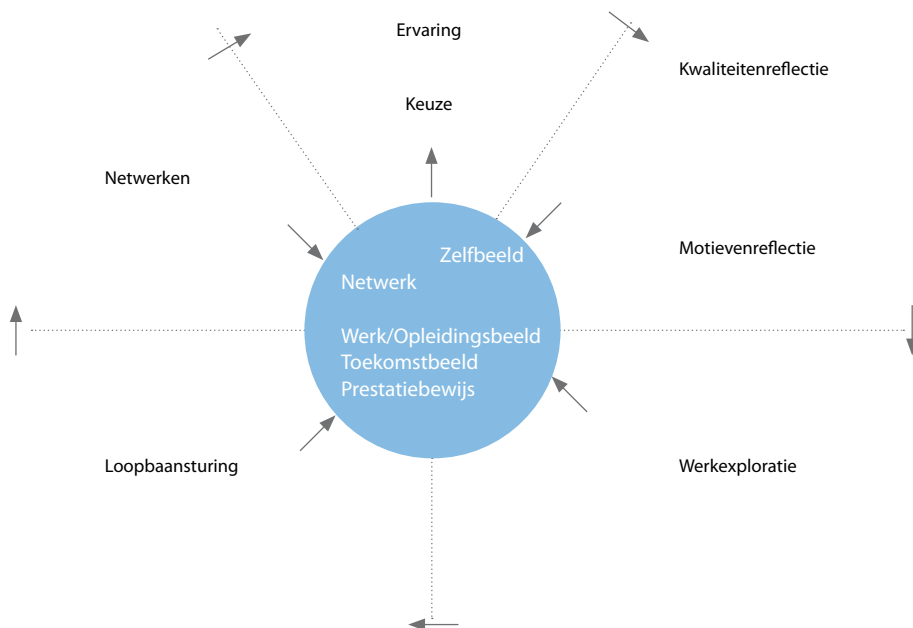 Ervaring
Kwaliteitenreflectie
Keuze
Netwerken
Motievenreflectie
Zelfbeeld
Netwerk
Werk/Opleidingsbeeld
Toekomstbeeld
Prestatiebewijs
Loopbaansturing
Werkexploratie